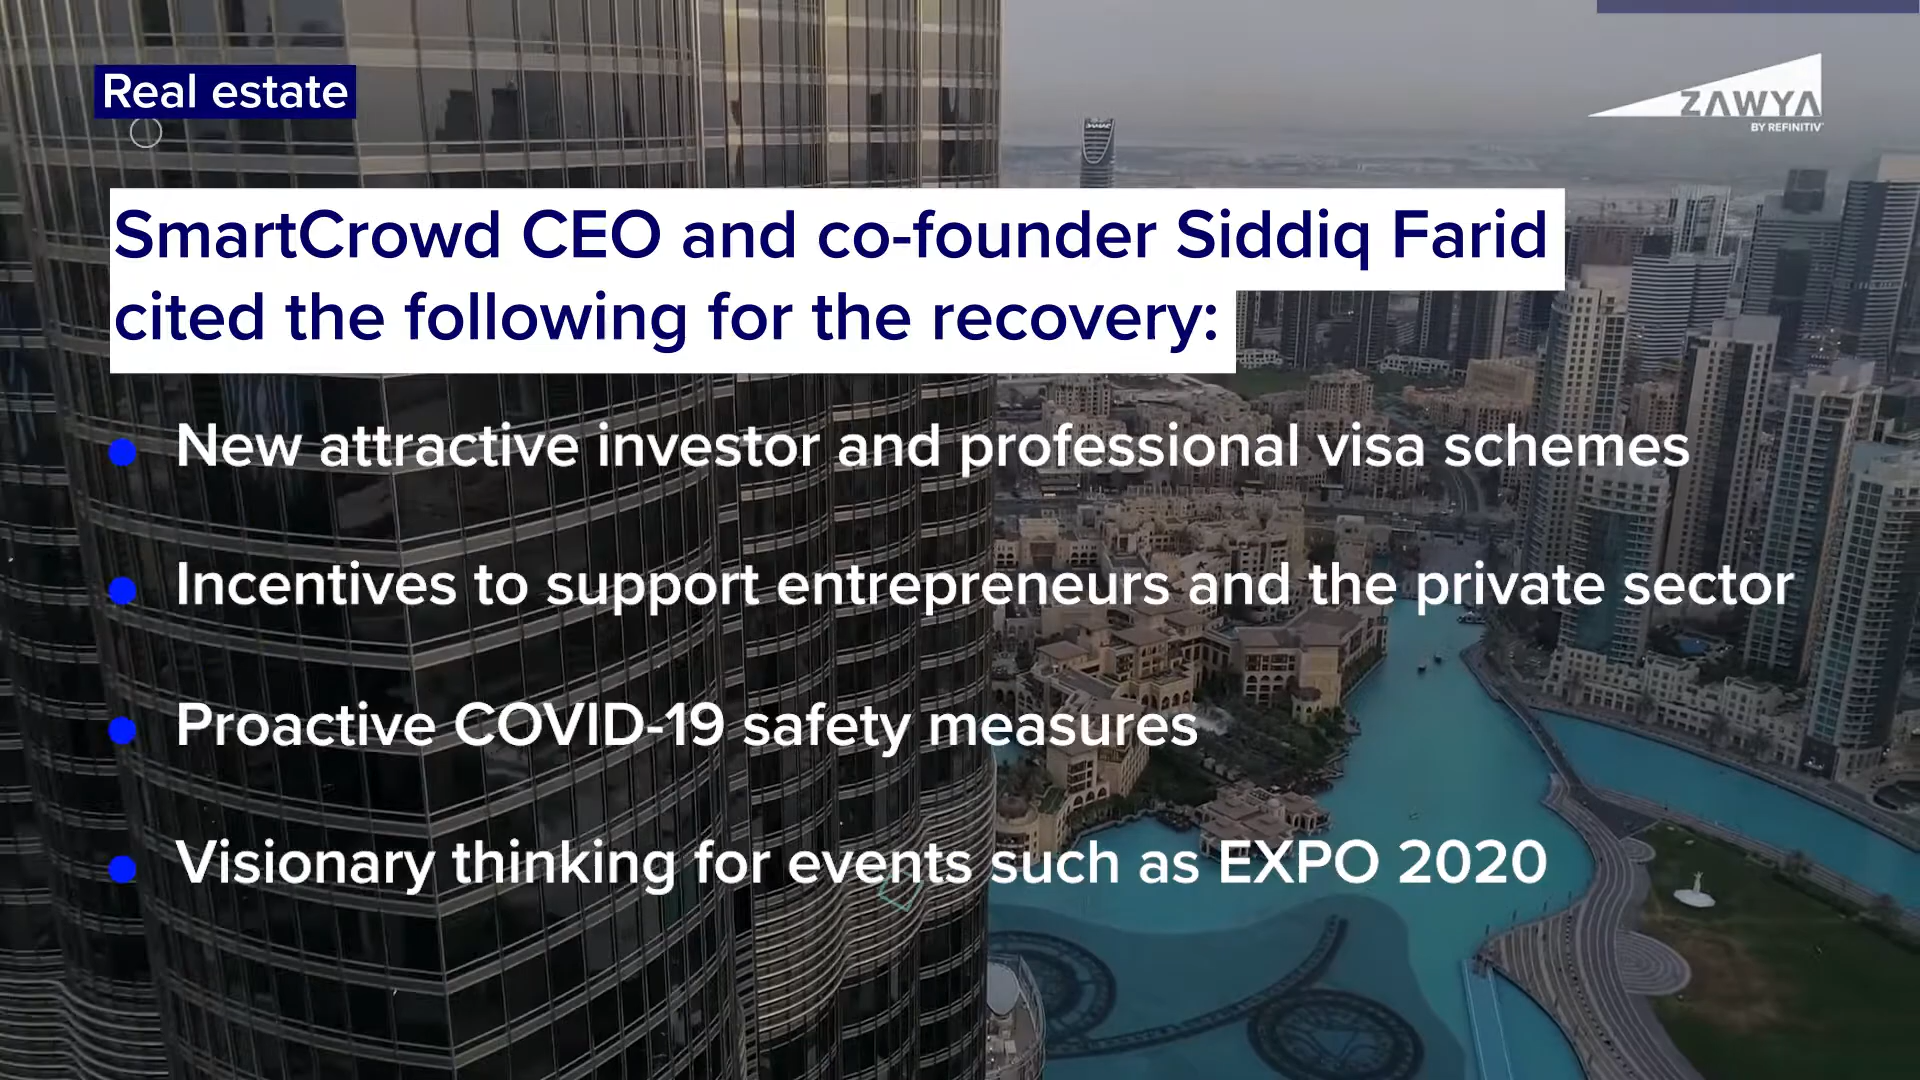 Real estate
ZAWYA
BY REFINITIV
DAMAC
SmartCrowd CEO and co-founder Siddiq Farid
cited the following for the recovery:
New attractive investor and professional visa schemes
Incentives to support entrepreneurs and the private sector
Proactive COVID-19 safety measures
Visionary thinking for events such as EXPO 2020